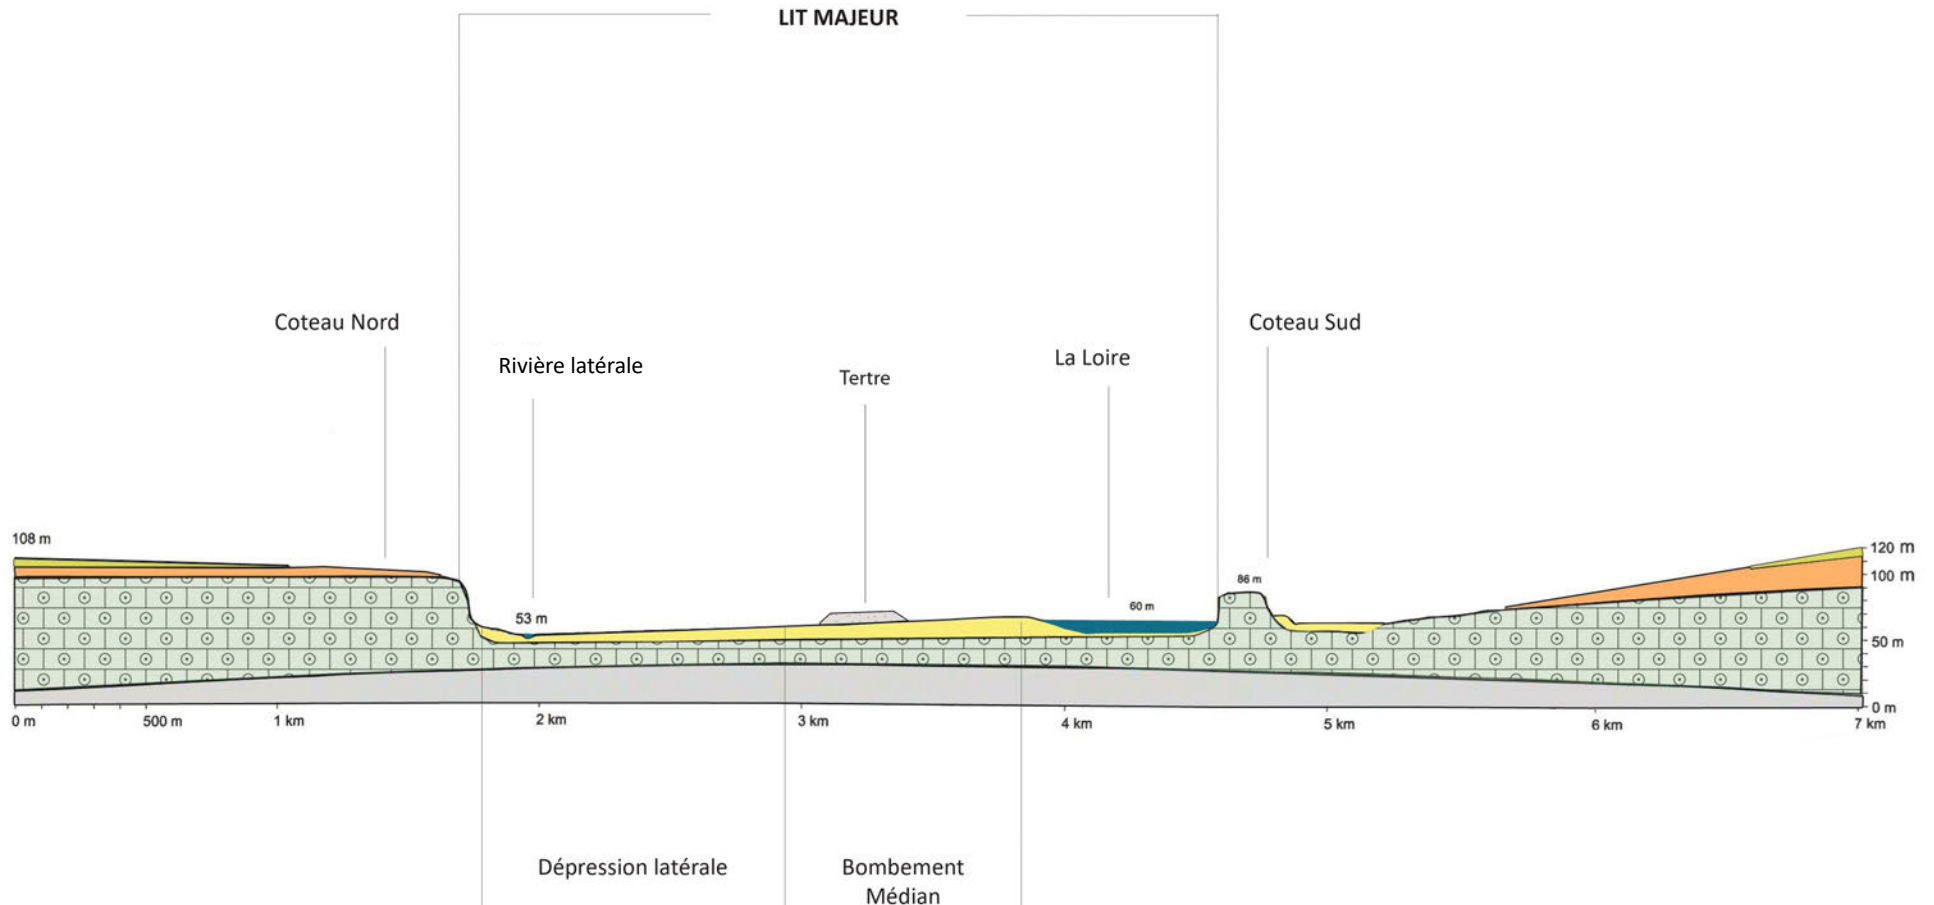 LIT MAJEUR
Coteau Nord
Coteau Sud
Rivière latérale
La Loire
Tertre
108 m
120 m
100 m
86 m
60 m
53 m
50 m
0 m
0 m
500 m
1 km
2 km
3 km
4 km
5 km
6 km
7 km
Dépression latérale
Bombement
Médian